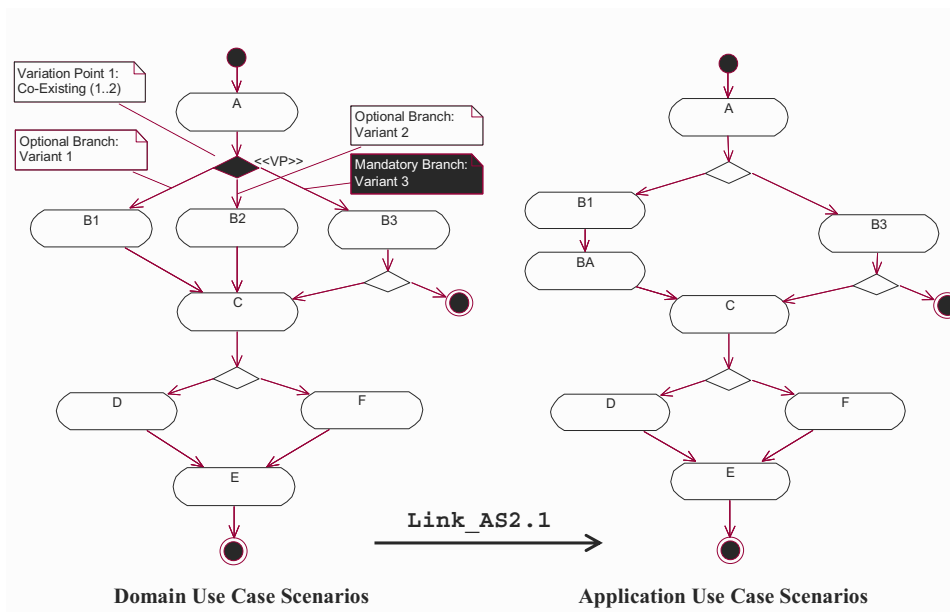 Variation Point 1:
Co-Existing (1..2)
A
Optional Branch:
Variant 1
Optional Branch:
Variant 2
<<VP>>
Mandatory Branch:
Variant 3
B1
B2
B3
C
D
F
E
A
B1
B3
BA
C
D
F
E
Link_AS2.1
Domain Use Case Scenarios
Application Use Case Scenarios